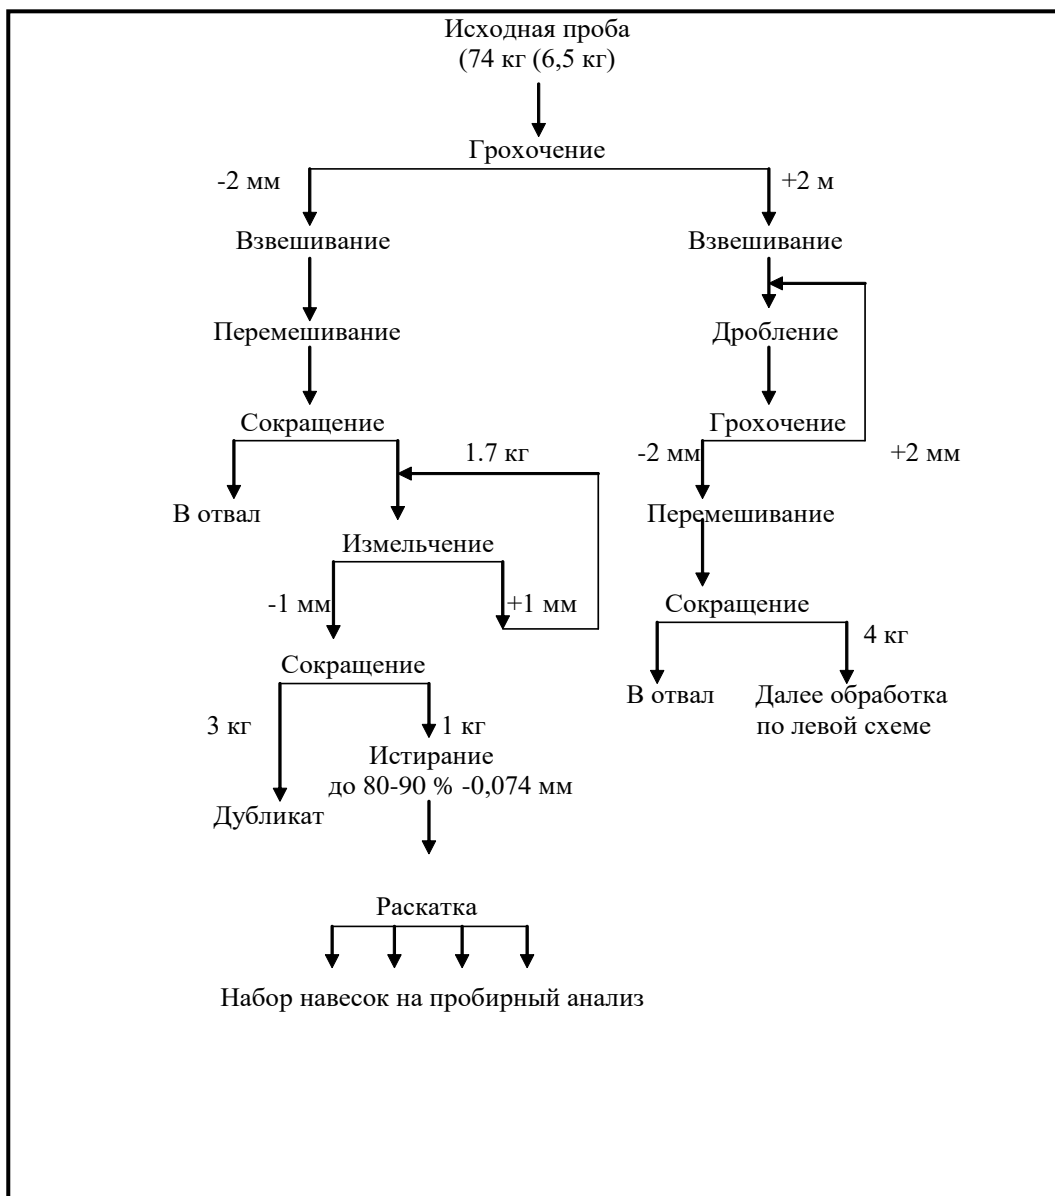 Исходная проба
(74 кг (6,5 кг)
Грохочение
-2 мм
+2 м
Взвешивание
Взвешивание
Перемешивание
Дробление
Сокращение
Грохочение
1.7 кг
-2 мм
+2 мм
В отвал
Перемешивание
Измельчение
-1 мм
+1 мм
Сокращение
4 кг
Сокращение
В отвал
Далее обработка
по левой схеме
3 кг
1 кг
Истирание
до 80-90 % -0,074 мм
Дубликат
Раскатка
Набор навесок на пробирный анализ